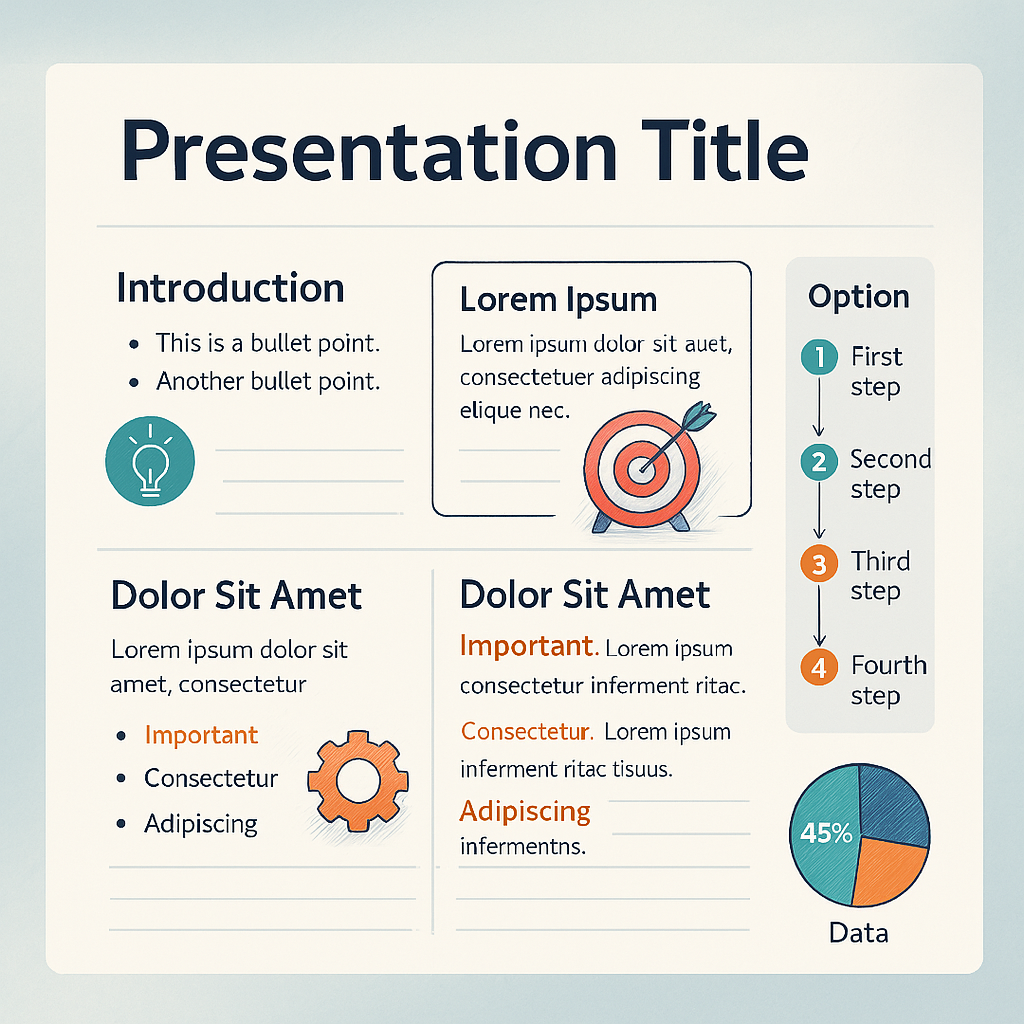 Presentation Title
Introduction
• This is a bullet point.
• Another bullet point.
Lorem Ipsum
Lorem ipsum dolor sit auet,
consectetuer adipiscing
elique nec.
Dolor Sit Amet
Lorem ipsum dolor sit
amet, consectetur
• Important
• Consectetur
• Adipiscing
Dolor Sit Amet
Important. Lorem ipsum
consectetur inferment ritac.
Consectetur. Lorem ipsum
inferment ritac tisuus.
Adipiscing
infermentns.
Option
1 First
step
2 Second
step
3 Third
step
4 Fourth
step
45%
Data